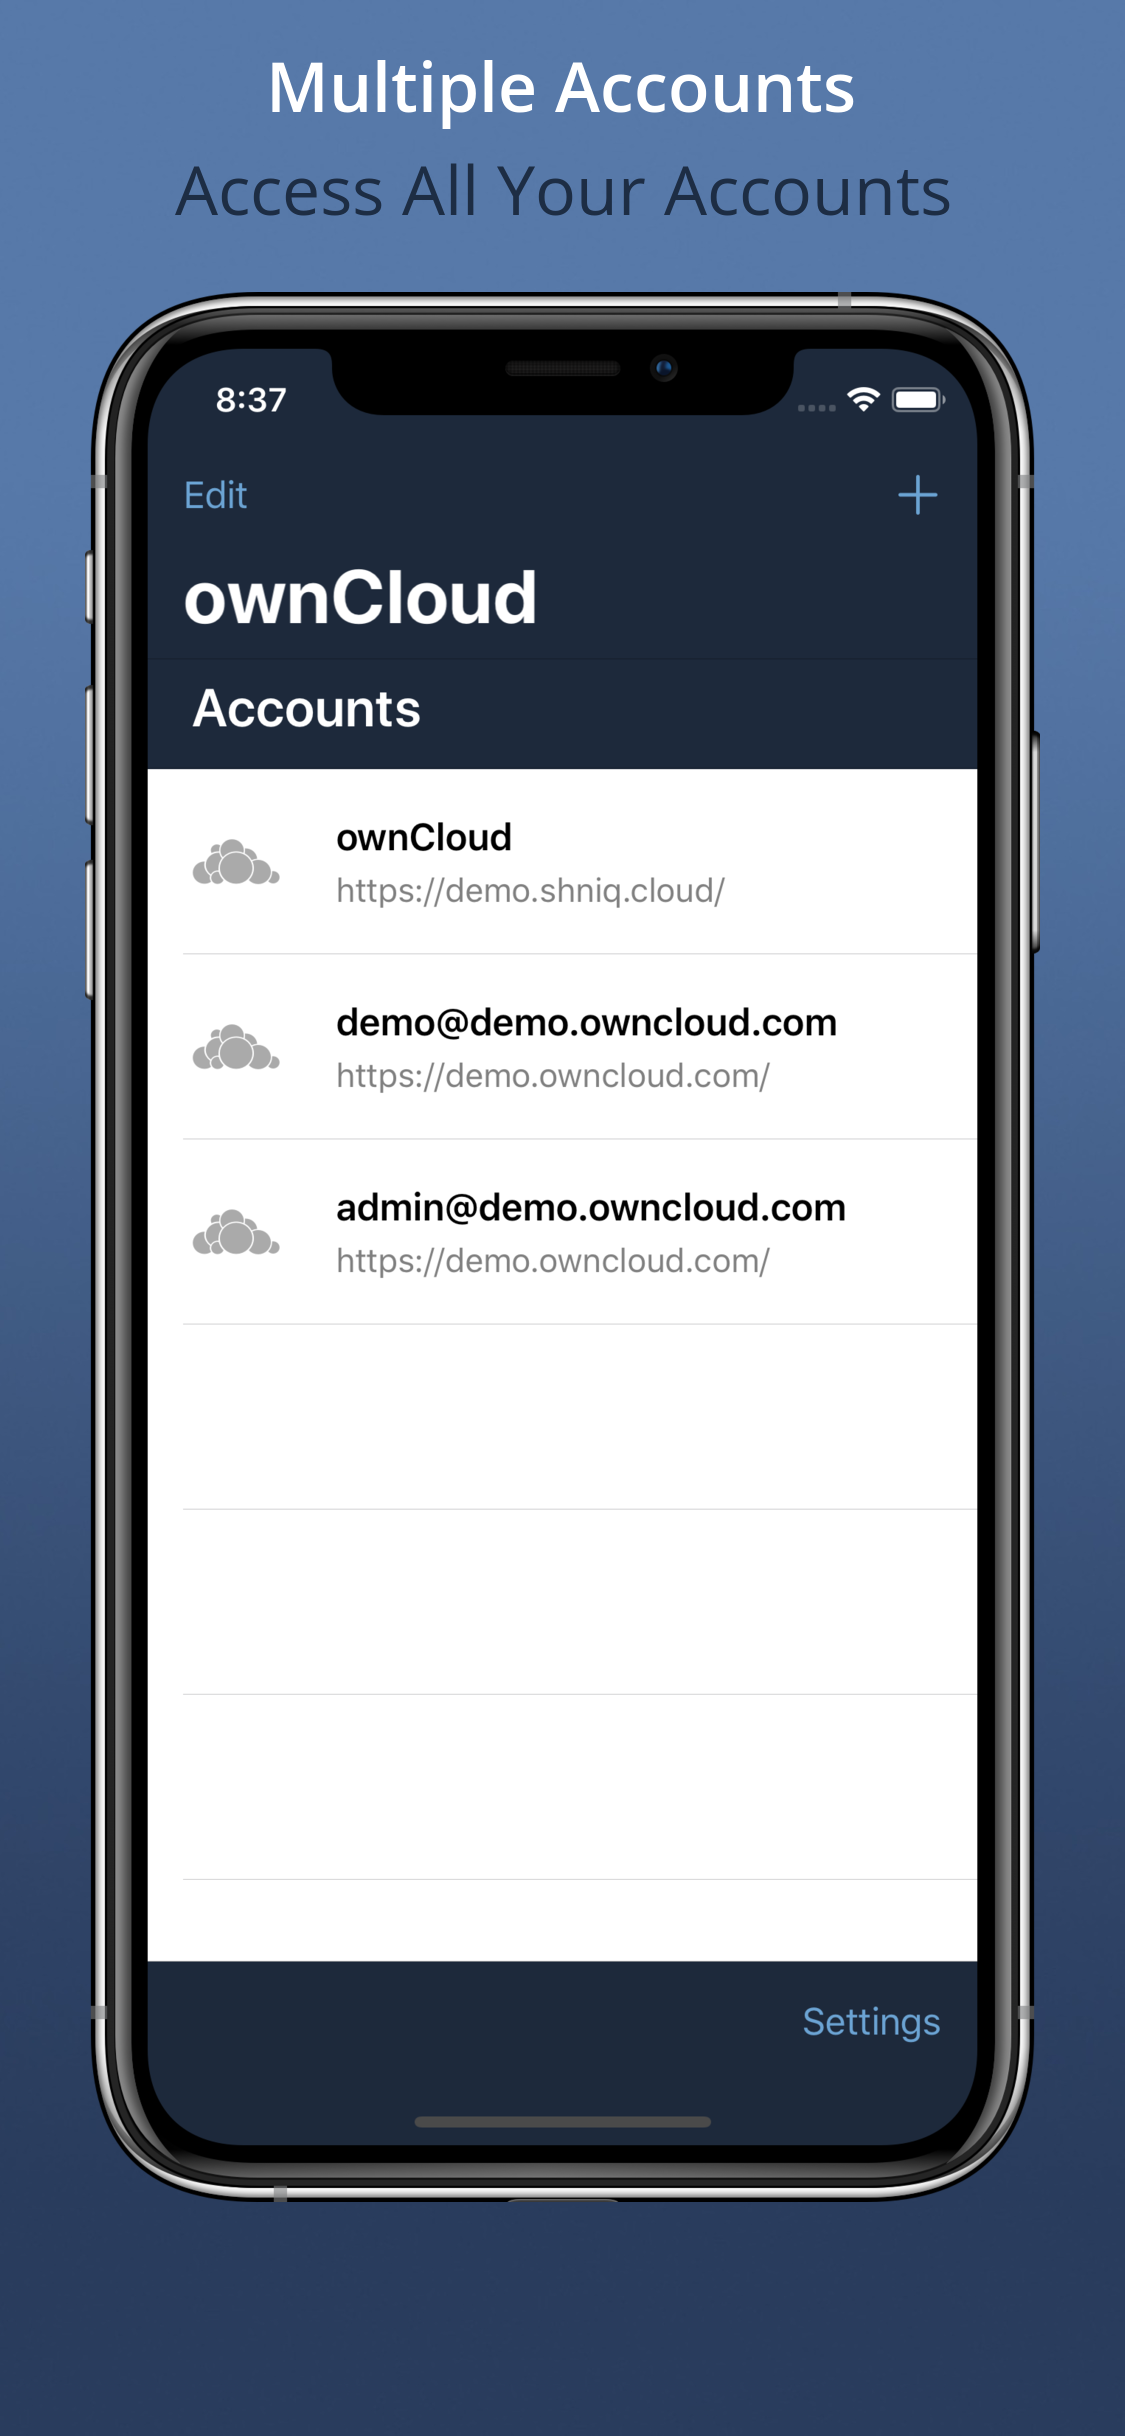 Multiple Accounts
Access All Your Accounts
8:37
Edit
ownCloud
Accounts
ownCloud
https://demo.shniq.cloud/
demo@demo.owncloud.com
https://demo.owncloud.com/
admin@demo.owncloud.com
https://demo.owncloud.com/
Settings